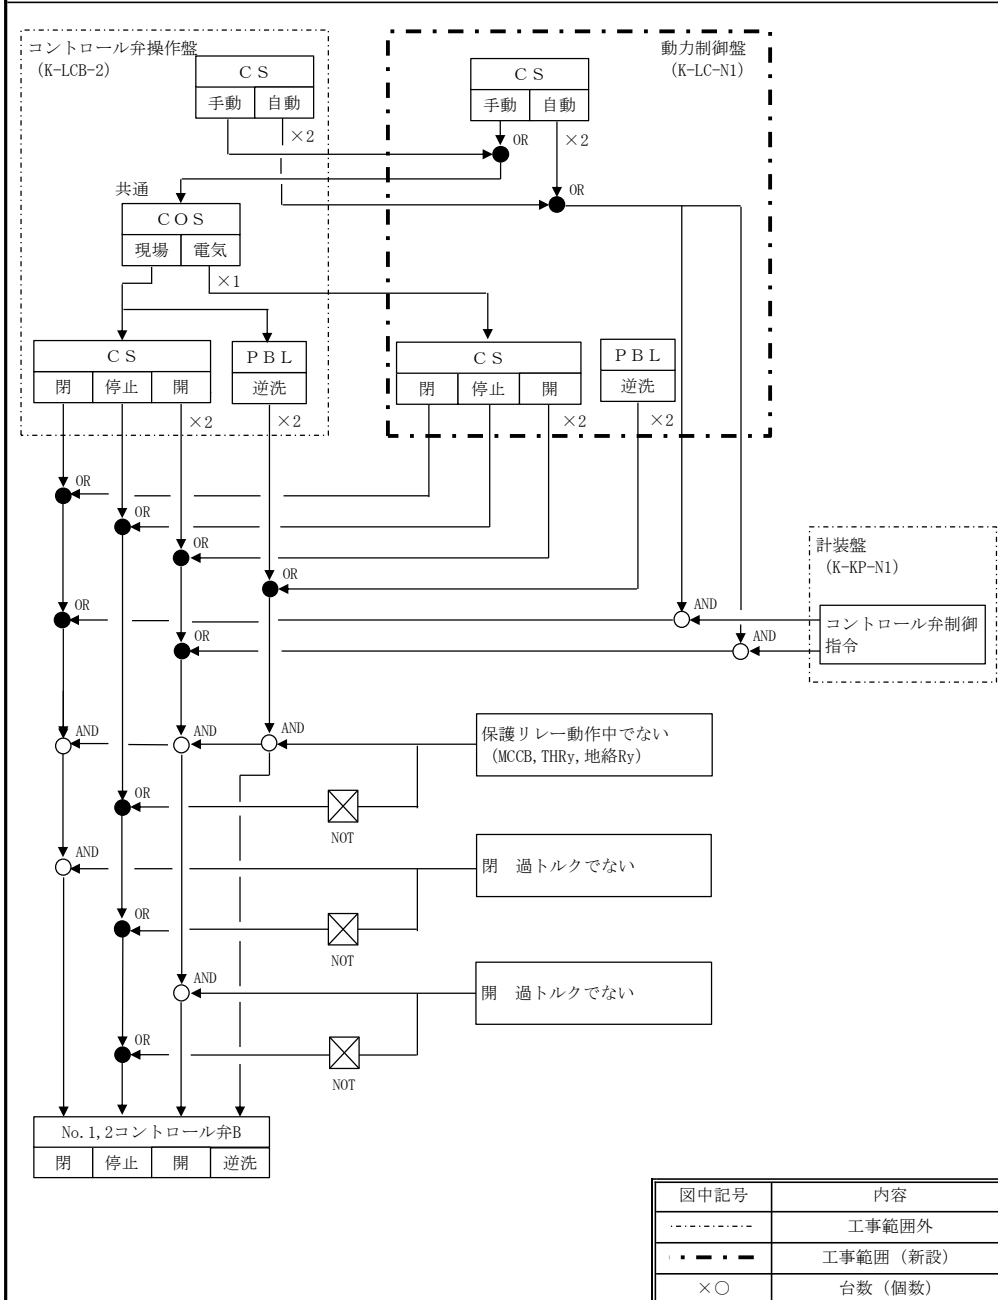 コントロール弁操作盤
(K-LCB-2)
ＣＳ
手動 自動
×2
動力制御盤
(K-LC-N1)
ＣＳ
手動 自動
×2
OR
OR
共通
ＣＯＳ
現場 電気
×1
ＣＳ
閉 停止 開
×2
ＰＢＬ
逆洗
×2
ＣＳ
閉 停止 開
×2
ＰＢＬ
逆洗
×2
OR
OR
OR
OR
計装盤
(K-KP-N1)
コントロール弁制御
指令
OR
AND
OR
AND
AND
AND
AND
保護リレー動作中でない
(MCCB,THRy,地絡Ry)
OR
NOT
AND
閉　過トルクでない
OR
NOT
AND
開　過トルクでない
OR
NOT
No.1,2コントロール弁B
閉 停止 開 逆洗
図中記号 内容
工事範囲外
工事範囲（新設）
×○ 台数（個数）